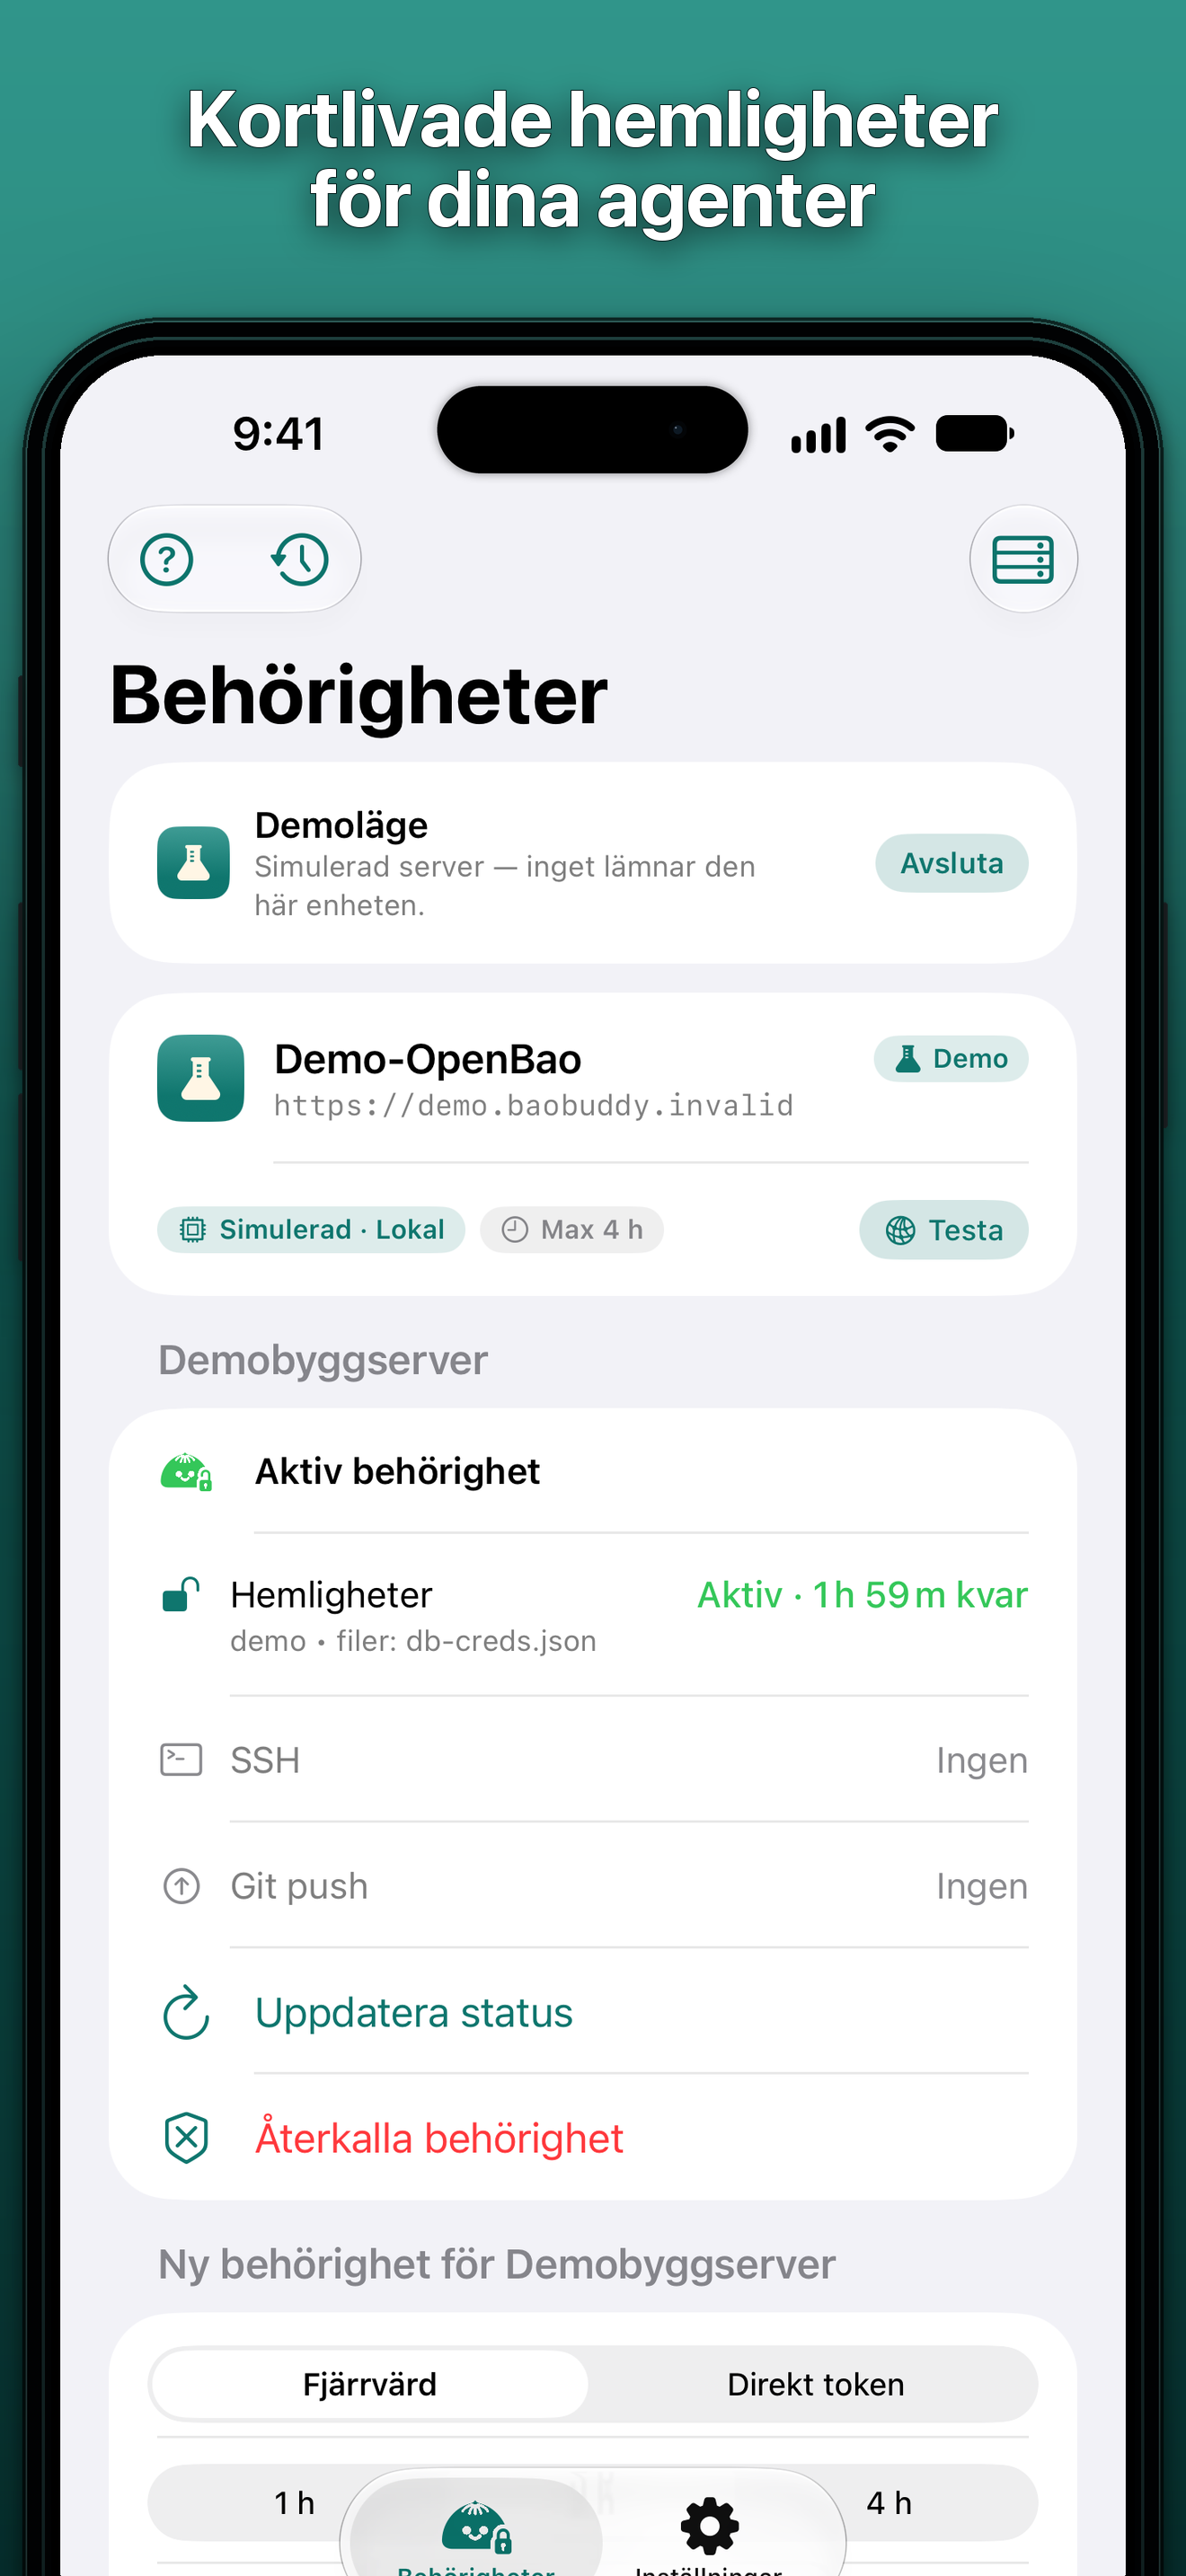 Kortlivade hemligheter
för dina agenter
9:41
Behörigheter
Demoläge
Simulerad server — inget lämnar den
här enheten.
Avsluta
Demo-OpenBao
Demo
https://demo.baobuddy.invalid
Simulerad · Lokal
Max 4 h
Testa
Demobyggserver
Aktiv behörighet
Hemligheter
Aktiv · 1 h 59 m kvar
demo • filer: db-creds.json
SSH
Ingen
Git push
Ingen
Uppdatera status
Återkalla behörighet
Ny behörighet för Demobyggserver
Fjärrvärd
Direkt token
1 h
4 h
Behörigheter
Inställningar